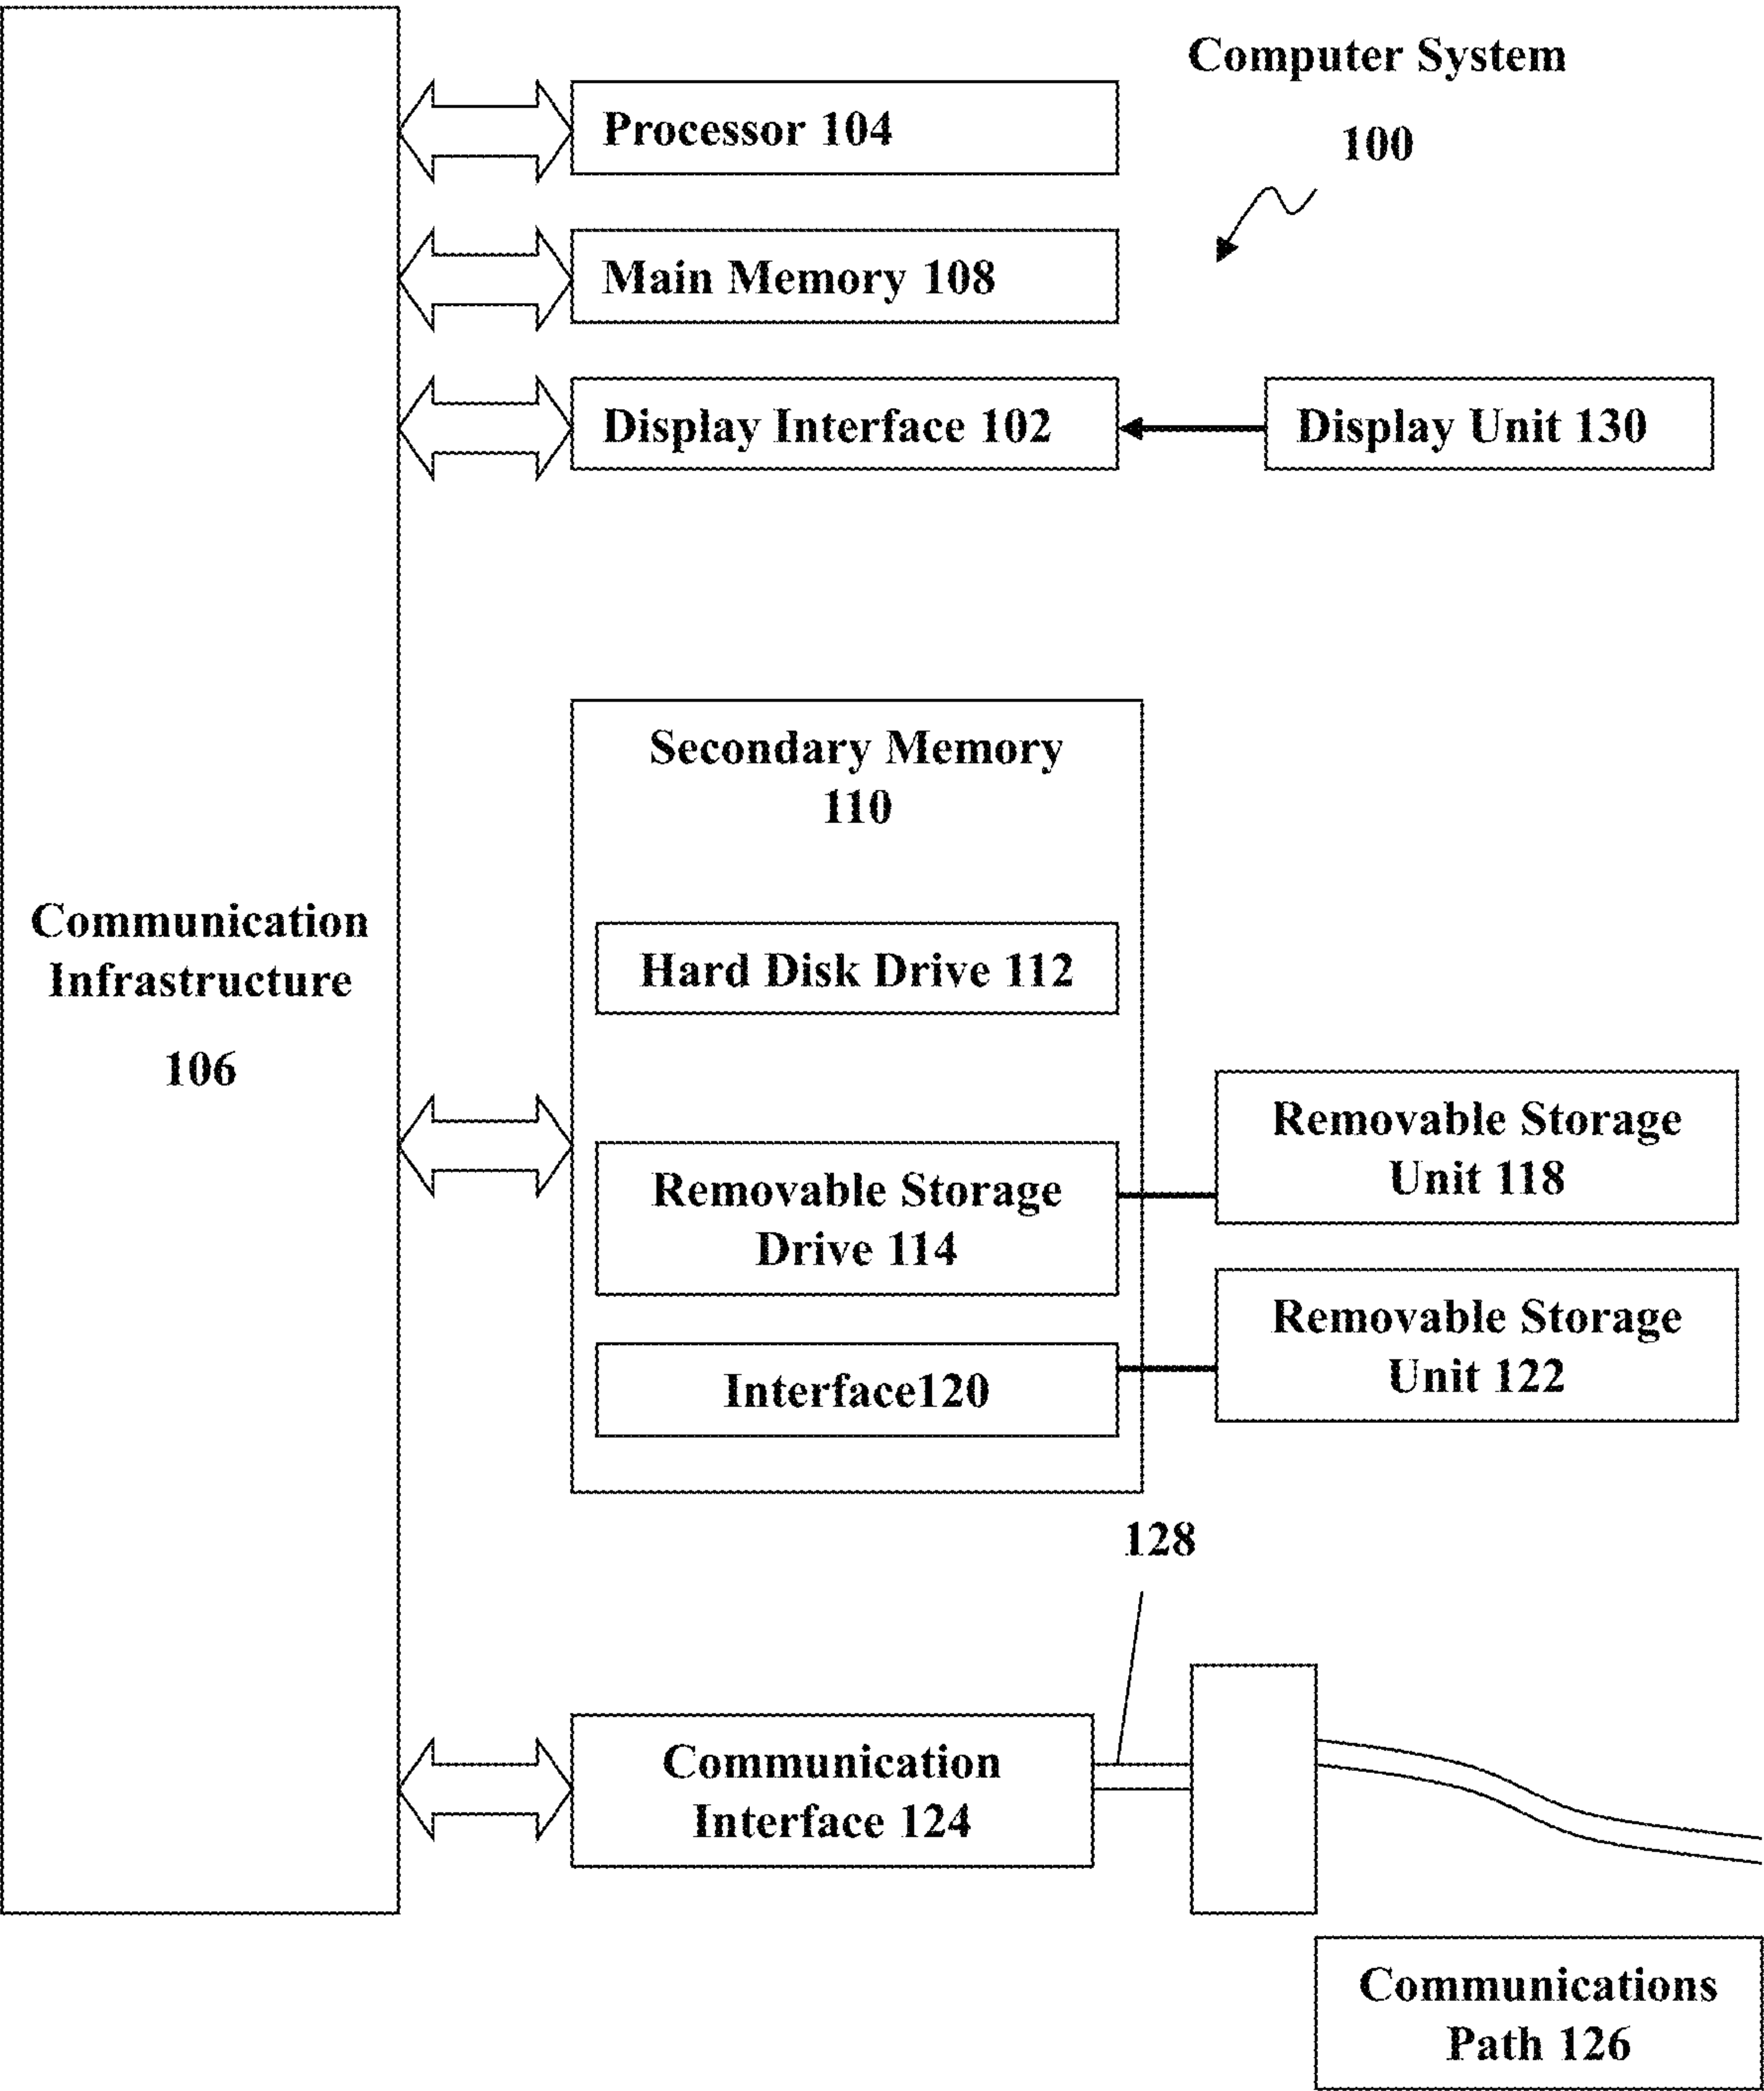 Computer System
100
Processor 104
Main Memory 108
Display Interface 102
Display Unit 130
Secondary Memory
110
Communication
Infrastructure
106
Hard Disk Drive 112
Removable Storage
Drive 114
Removable Storage
Unit 118
Interface120
Removable Storage
Unit 122
128
Communication
Interface 124
Communications
Path 126